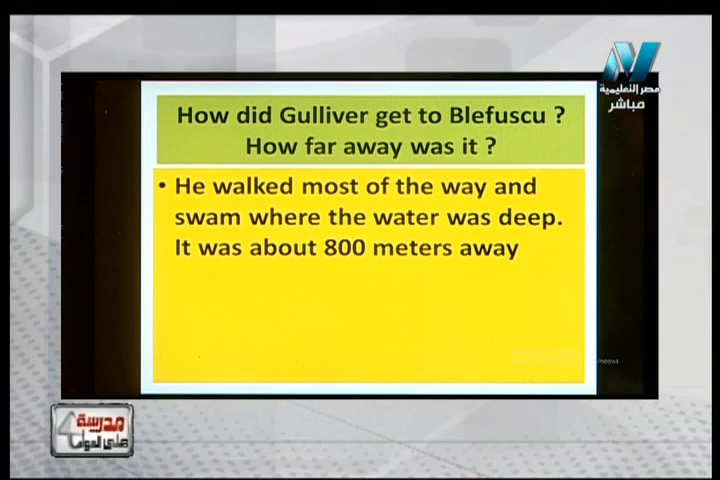 مصر التعليمية
مباشر
How did Gulliver get to Blefuscu ?
How far away was it ?
• He walked most of the way and
swam where the water was deep.
It was about 800 meters away
مدرسة
على الهواء